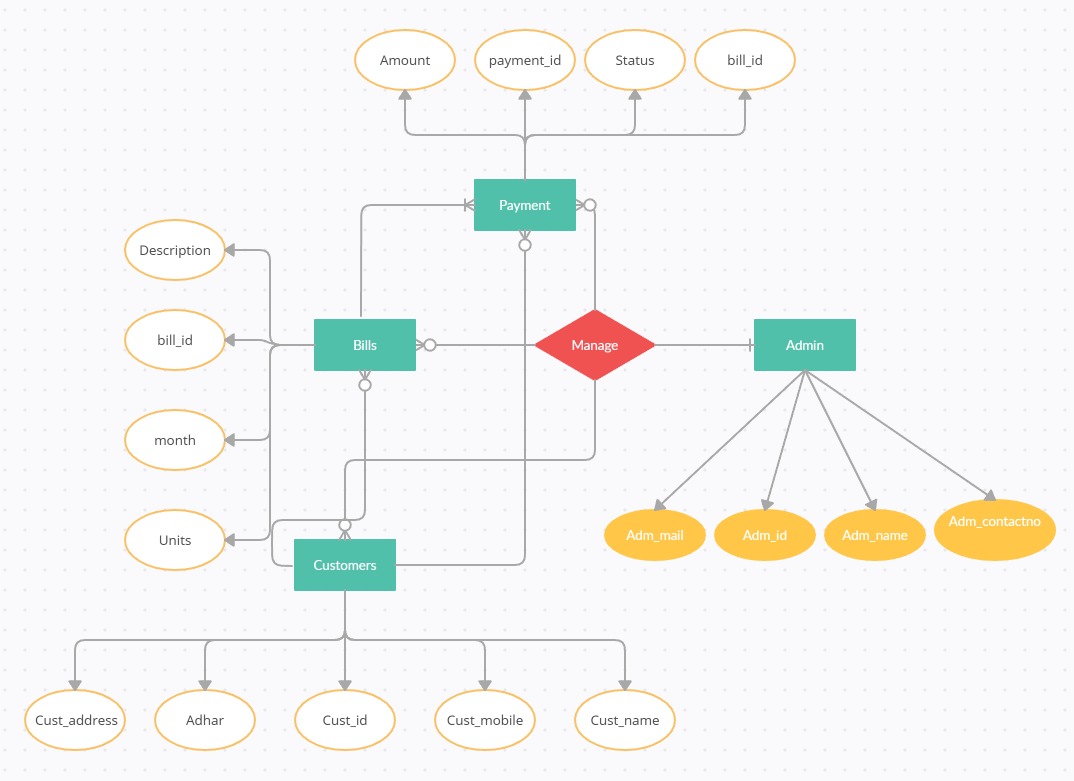 Amount
payment_id
Status
bill_id
Payment
Description
bill_id
Bills
Manage
Admin
month
Units
Adm_mail
Adm_id
Adm_name
Adm_contactno
Customers
Cust_address
Adhar
Cust_id
Cust_mobile
Cust_name